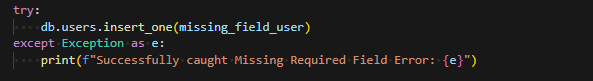 try:
    db.users.insert_one(missing_field_user)
except Exception as e:
    print(f"Successfully caught Missing Required Field Error: {e}")